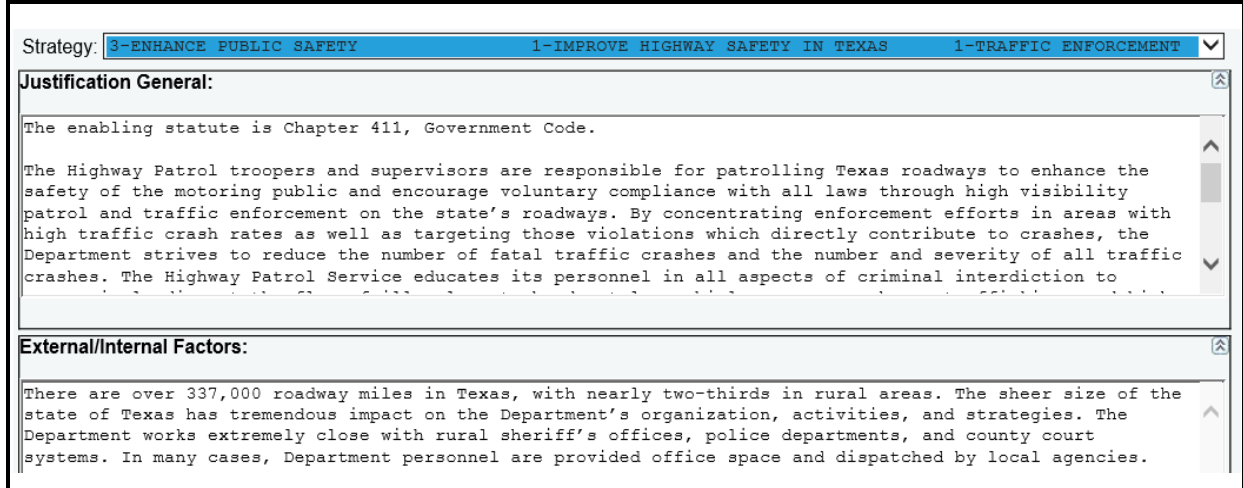 Strategy: 3-ENHANCE PUBLIC SAFETY 1-IMPROVE HIGHWAY SAFETY IN TEXAS 1-TRAFFIC ENFORCEMENT
Justification General:
The enabling statute is Chapter 411, Government Code.
The Highway Patrol troopers and supervisors are responsible for patrolling Texas roadways to enhance the
safety of the motoring public and encourage voluntary compliance with all laws through high visibility
patrol and traffic enforcement on the state’s roadways. By concentrating enforcement efforts in areas with
high traffic crash rates as well as targeting those violations which directly contribute to crashes, the
Department strives to reduce the number of fatal traffic crashes and the number and severity of all traffic
crashes. The Highway Patrol Service educates its personnel in all aspects of criminal interdiction to
External/Internal Factors:
There are over 337,000 roadway miles in Texas, with nearly two-thirds in rural areas. The sheer size of the
state of Texas has tremendous impact on the Department’s organization, activities, and strategies. The
Department works extremely close with rural sheriff’s offices, police departments, and county court
systems. In many cases, Department personnel are provided office space and dispatched by local agencies.